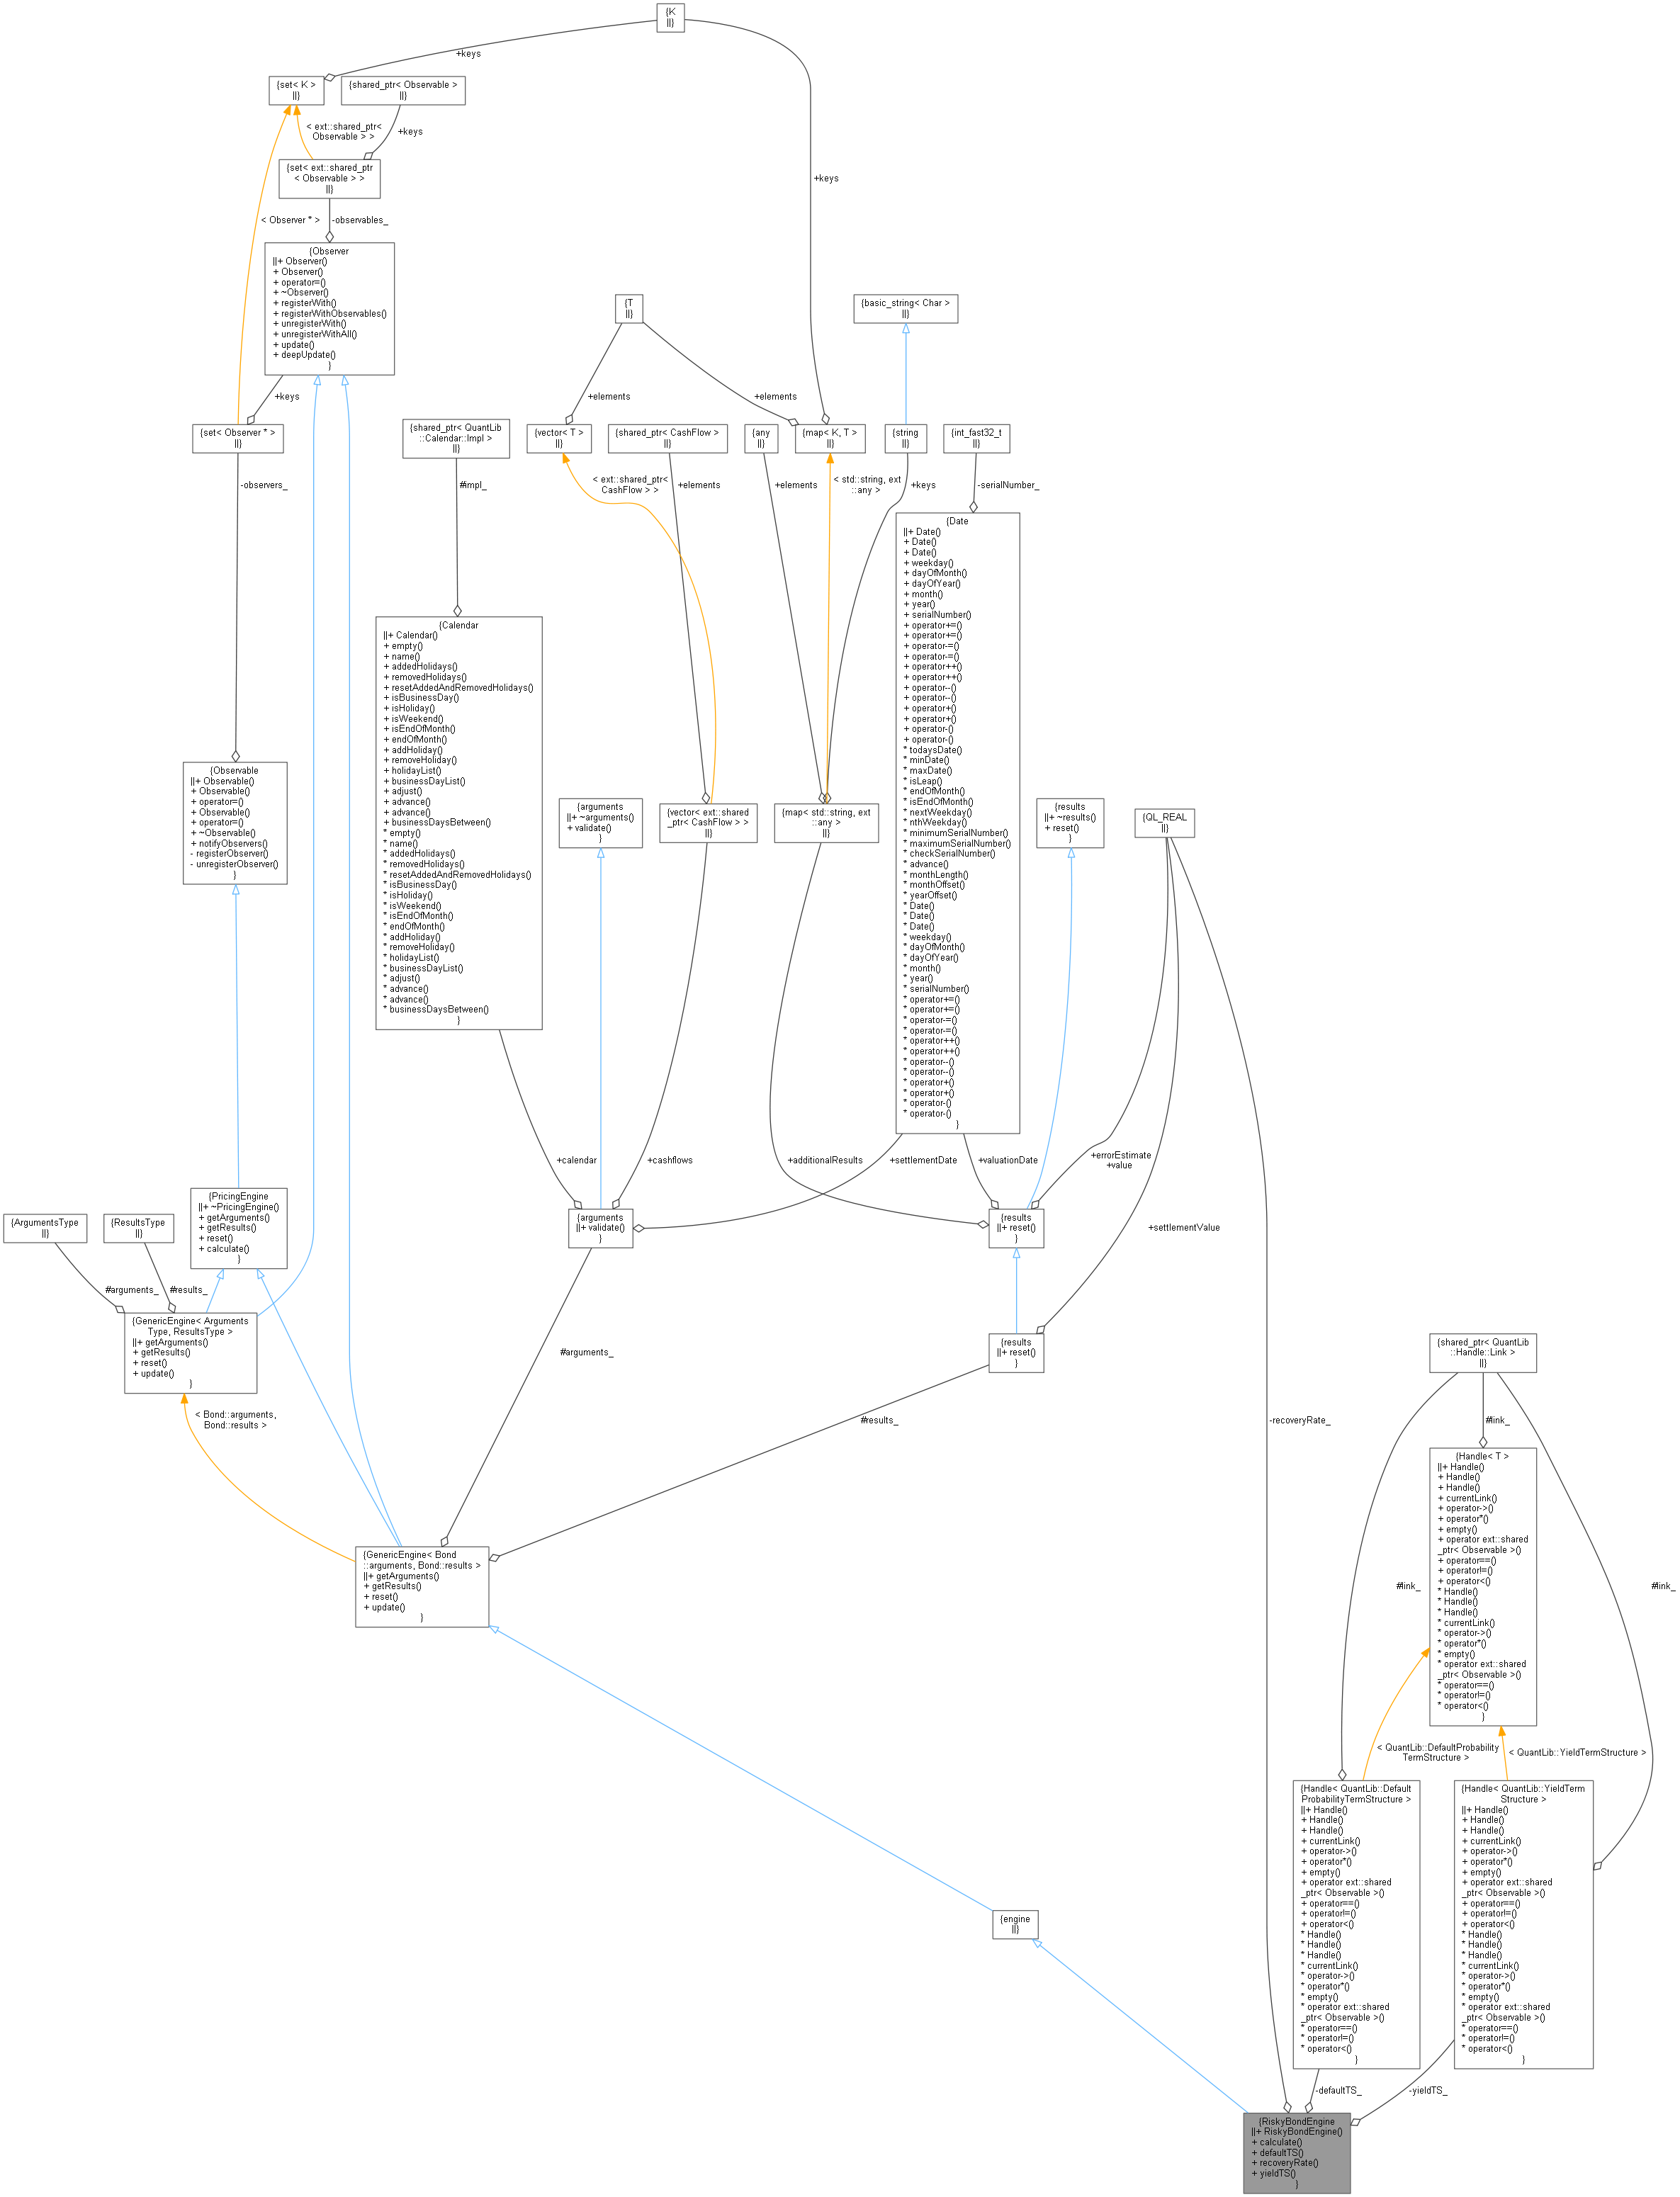 {K
||}
+keys
{set< K >
||}
{shared_ptr< Observable >
||}
< ext::shared_ptr<
Observable > >
+keys
{set< ext::shared_ptr
< Observable > >
||}
+keys
< Observer * >
-observables_
{Observer
||+ Observer()
+ Observer()
+ operator=()
+ ~Observer()
+ registerWith()
+ registerWithObservables()
+ unregisterWith()
+ unregisterWithAll()
+ update()
+ deepUpdate()
}
{T
||}
{basic_string< Char >
||}
+keys
+elements
+elements
{set< Observer * >
||}
{shared_ptr< QuantLib
::Calendar::Impl >
||}
{vector< T >
||}
{shared_ptr< CashFlow >
||}
{any
||}
{map< K, T >
||}
{string
||}
{int_fast32_t
||}
-observers_
#impl_
< ext::shared_ptr<
CashFlow > >
+elements
+elements
< std::string, ext
::any >
+keys
-serialNumber_
{Date
||+ Date()
+ Date()
+ Date()
+ weekday()
+ dayOfMonth()
+ dayOfYear()
+ month()
+ year()
+ serialNumber()
+ operator+=()
+ operator+=()
+ operator-=()
+ operator-=()
+ operator++()
+ operator++()
+ operator--()
+ operator--()
+ operator+()
+ operator+()
+ operator-()
+ operator-()
* todaysDate()
* minDate()
* maxDate()
* isLeap()
* endOfMonth()
* isEndOfMonth()
* nextWeekday()
* nthWeekday()
* minimumSerialNumber()
* maximumSerialNumber()
* checkSerialNumber()
* advance()
* monthLength()
* monthOffset()
* yearOffset()
* Date()
* Date()
* Date()
* weekday()
* dayOfMonth()
* dayOfYear()
* month()
* year()
* serialNumber()
* operator+=()
* operator+=()
* operator-=()
* operator-=()
* operator++()
* operator++()
* operator--()
* operator--()
* operator+()
* operator+()
* operator-()
* operator-()
}
{Calendar
||+ Calendar()
+ empty()
+ name()
+ addedHolidays()
+ removedHolidays()
+ resetAddedAndRemovedHolidays()
+ isBusinessDay()
+ isHoliday()
+ isWeekend()
+ isEndOfMonth()
+ endOfMonth()
+ addHoliday()
+ removeHoliday()
+ holidayList()
+ businessDayList()
+ adjust()
+ advance()
+ advance()
+ businessDaysBetween()
* empty()
* name()
* addedHolidays()
* removedHolidays()
* resetAddedAndRemovedHolidays()
* isBusinessDay()
* isHoliday()
* isWeekend()
* isEndOfMonth()
* endOfMonth()
* addHoliday()
* removeHoliday()
* holidayList()
* businessDayList()
* adjust()
* advance()
* advance()
* businessDaysBetween()
}
{Observable
||+ Observable()
+ Observable()
+ operator=()
+ Observable()
+ operator=()
+ ~Observable()
+ notifyObservers()
- registerObserver()
- unregisterObserver()
}
{arguments
||+ ~arguments()
+ validate()
}
{vector< ext::shared
_ptr< CashFlow > >
||}
{map< std::string, ext
::any >
||}
{results
||+ ~results()
+ reset()
}
{QL_REAL
||}
+calendar
+cashflows
+additionalResults
+settlementDate
+valuationDate
+errorEstimate
+value
{PricingEngine
||+ ~PricingEngine()
+ getArguments()
+ getResults()
+ reset()
+ calculate()
}
{ArgumentsType
||}
{ResultsType
||}
{arguments
||+ validate()
}
{results
||+ reset()
}
+settlementValue
#arguments_
#results_
{GenericEngine< Arguments
Type, ResultsType >
||+ getArguments()
+ getResults()
+ reset()
+ update()
}
#arguments_
{results
||+ reset()
}
{shared_ptr< QuantLib
::Handle::Link >
||}
< Bond::arguments,
Bond::results >
#results_
-recoveryRate_
#link_
{Handle< T >
||+ Handle()
+ Handle()
+ Handle()
+ currentLink()
+ operator->()
+ operator*()
+ empty()
+ operator ext::shared
_ptr< Observable >()
+ operator==()
+ operator!=()
+ operator<()
* Handle()
* Handle()
* Handle()
* currentLink()
* operator->()
* operator*()
* empty()
* operator ext::shared
_ptr< Observable >()
* operator==()
* operator!=()
* operator<()
}
{GenericEngine< Bond
::arguments, Bond::results >
||+ getArguments()
+ getResults()
+ reset()
+ update()
}
#link_
#link_
< QuantLib::DefaultProbability
TermStructure >
< QuantLib::YieldTermStructure >
{Handle< QuantLib::Default
ProbabilityTermStructure >
||+ Handle()
+ Handle()
+ Handle()
+ currentLink()
+ operator->()
+ operator*()
+ empty()
+ operator ext::shared
_ptr< Observable >()
+ operator==()
+ operator!=()
+ operator<()
* Handle()
* Handle()
* Handle()
* currentLink()
* operator->()
* operator*()
* empty()
* operator ext::shared
_ptr< Observable >()
* operator==()
* operator!=()
* operator<()
}
{Handle< QuantLib::YieldTerm
Structure >
||+ Handle()
+ Handle()
+ Handle()
+ currentLink()
+ operator->()
+ operator*()
+ empty()
+ operator ext::shared
_ptr< Observable >()
+ operator==()
+ operator!=()
+ operator<()
* Handle()
* Handle()
* Handle()
* currentLink()
* operator->()
* operator*()
* empty()
* operator ext::shared
_ptr< Observable >()
* operator==()
* operator!=()
* operator<()
}
{engine
||}
-defaultTS_
-yieldTS_
{RiskyBondEngine
||+ RiskyBondEngine()
+ calculate()
+ defaultTS()
+ recoveryRate()
+ yieldTS()
}